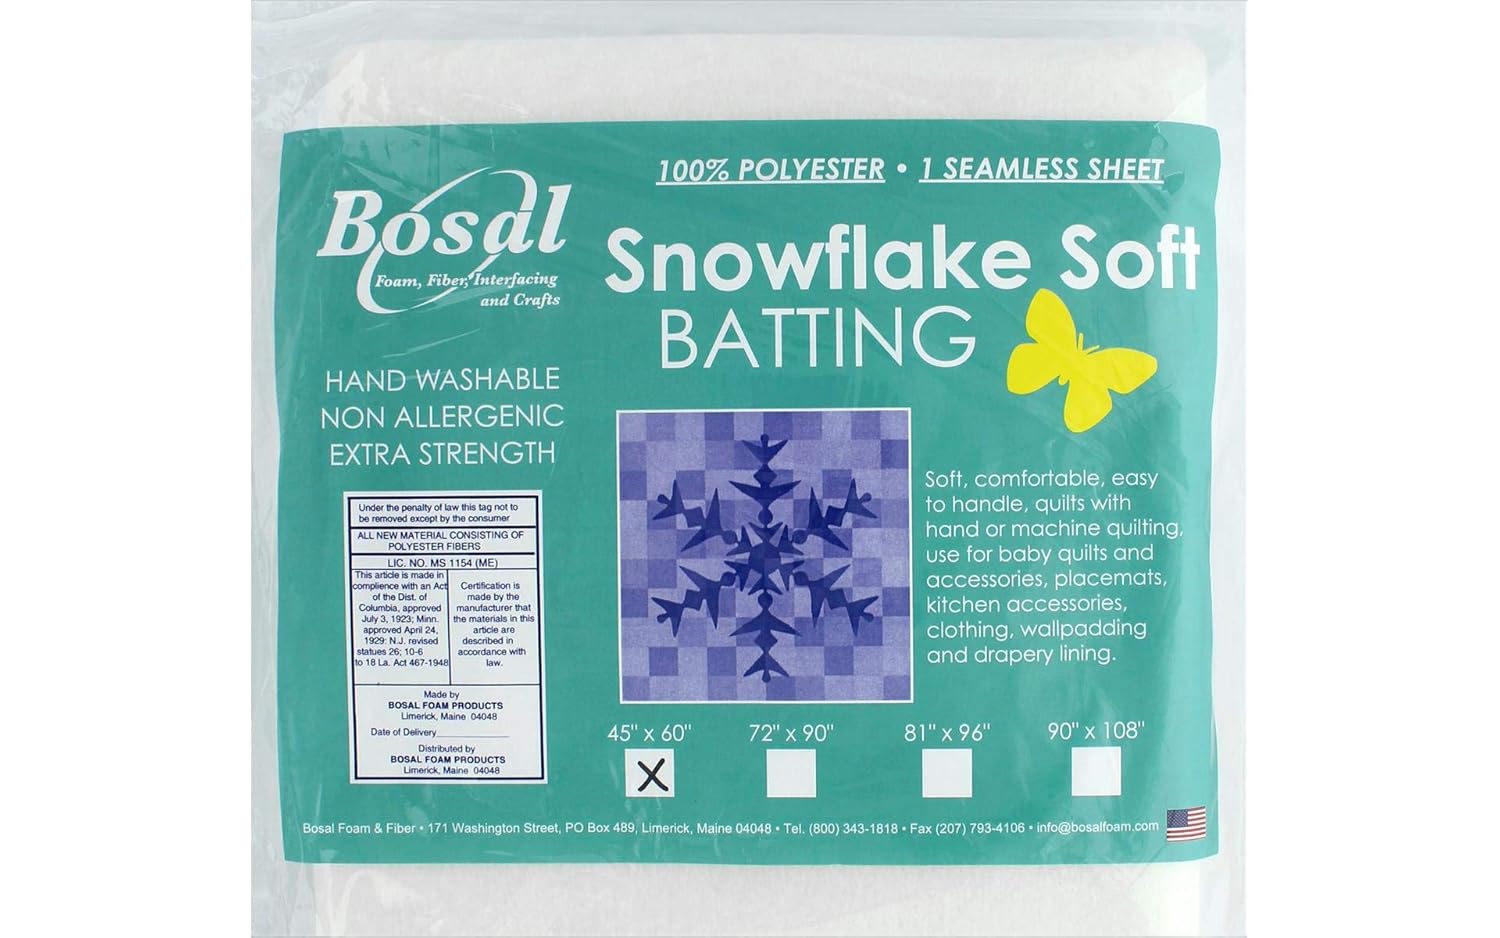 100% POLYESTER • 1 SEAMLESS SHEET
Bosal
Foam, Fiber, Interfacing
and Crafts
Snowflake Soft
BATTING
HAND WASHABLE
NON ALLERGENIC
EXTRA STRENGTH
Under the penalty of law this tag not to
be removed except by the consumer
ALL NEW MATERIAL CONSISTING OF
POLYESTER FIBERS
LIC. NO. MS 1154 (ME)
This article is made in
complience with an Act
of the Dist. of
Columbia, approved
July 3, 1923; Minn.
approved April 24,
1929: N.J. revised
statues 26; 10-6
to 18 La. Act 467-1948
Certification is
made by the
manufacturer that
the materials in this
article are
described in
accordance with
law.
Made by
BOSAL FOAM PRODUCTS
Limerick, Maine 04048
Date of Delivery
Distributed by
BOSAL FOAM PRODUCTS
Limerick, Maine 04048
Soft, comfortable, easy
to handle, quilts with
hand or machine quilting,
use for baby quilts and
accessories, placemats,
kitchen accessories,
clothing, wallpadding
and drapery lining.
45" x 60" 72" x 90" 81" x 96" 90" x 108"
X
Bosal Foam & Fiber • 171 Washington Street, PO Box 489, Limerick, Maine 04048 • Tel. (800) 343-1818 • Fax (207) 793-4106 • info@bosalfoam.com